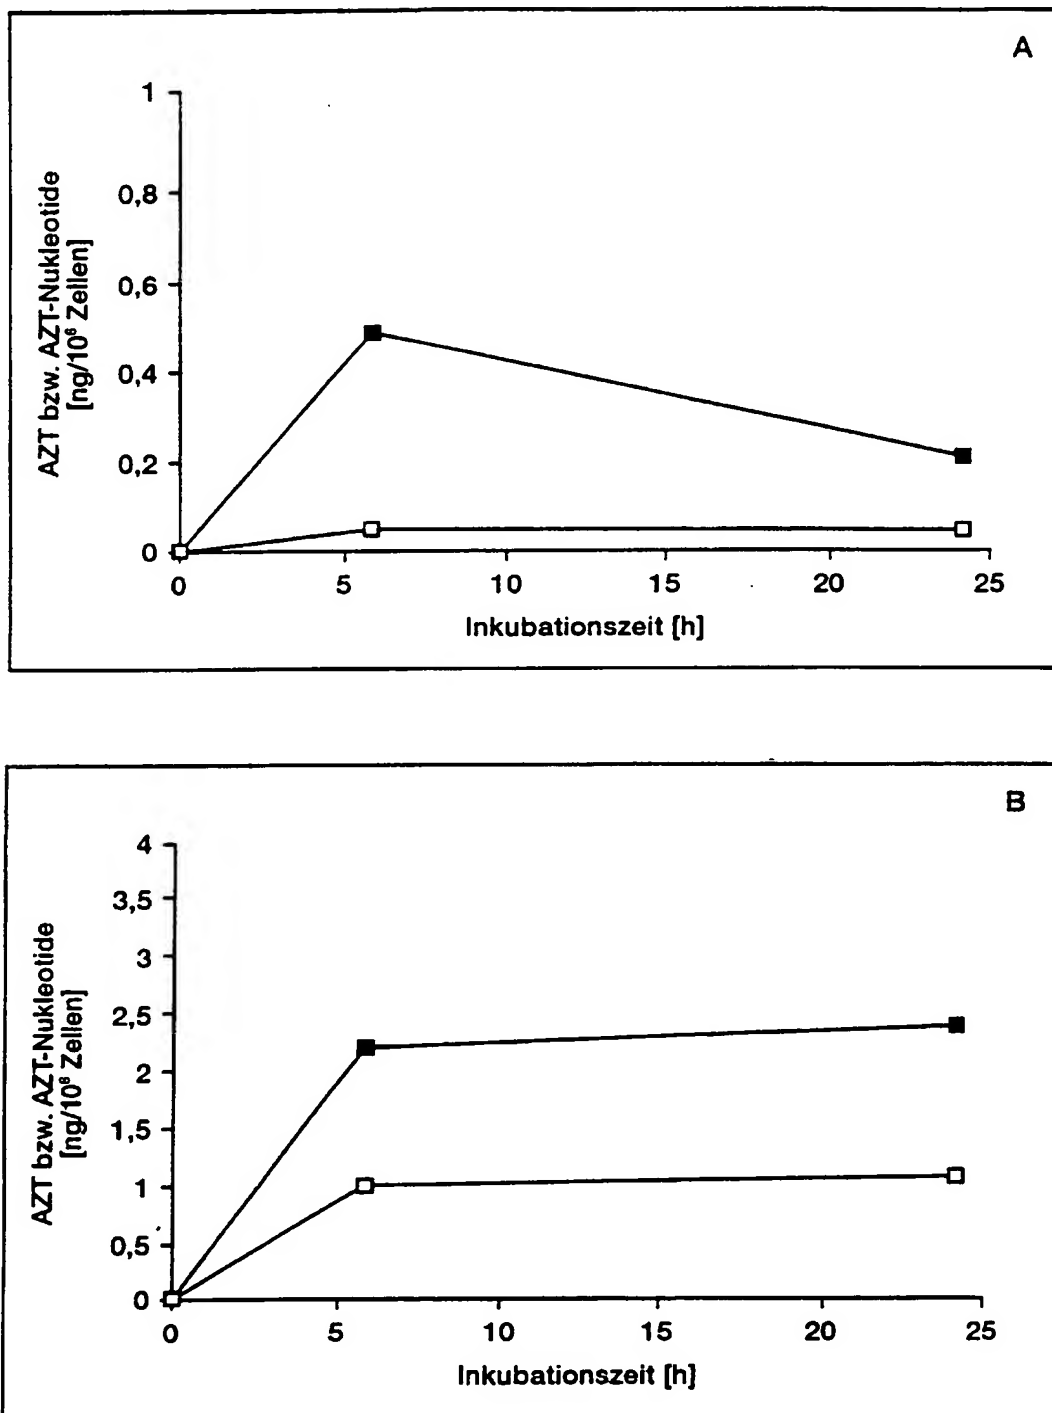 A
AZT bzw. AZT-Nukleotide
[ng/10⁶ Zellen]
1
0,8
0,6
0,4
0,2
0
0 5 10 15 20 25
Inkubationszeit [h]
B
AZT bzw. AZT-Nukleotide
[ng/10⁶ Zellen]
4
3,5
3
2,5
2
1,5
1
0,5
0
0 5 10 15 20 25
Inkubationszeit [h]